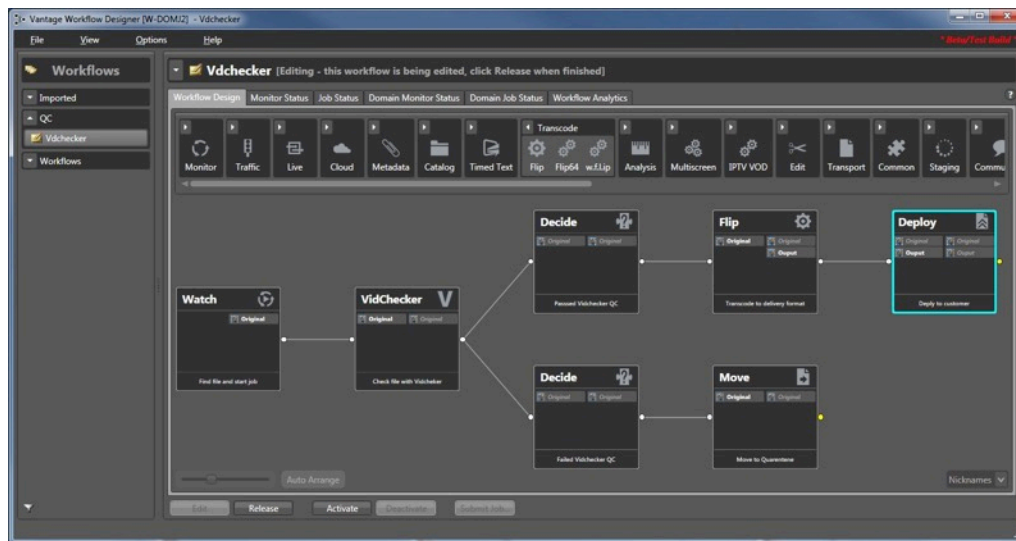 Vantage Workflow Designer [W-DOMJ2] - Vdchecker
File View Options Help * Beta/Test Build *
Workflows
Imported
QC
Vdchecker
Workflows
Vdchecker [Editing - this workflow is being edited, click Release when finished]
Workflow Design Monitor Status Job Status Domain Monitor Status Domain Job Status Workflow Analytics ?
Transcode
Monitor Traffic Live Cloud Metadata Catalog Timed Text Flip Flip64 w.f.Lip Analysis Multiscreen IPTV VOD Edit Transport Common Staging Commu
Decide
Original Original
Passed Vidchecker QC
Flip
Original Original
Ouput
Transcode to delivery format
Deploy
Original Original
Ouput Ouput
Deply to customer
Watch
Original
Find file and start job
VidChecker V
Original Original
Check file with Vidcheker
Decide
Original Original
Failed Vidchecker QC
Move
Original Original
Move to Quarentene
Auto Arrange Nicknames
Edit Release Activate Deactivate Submit Job...